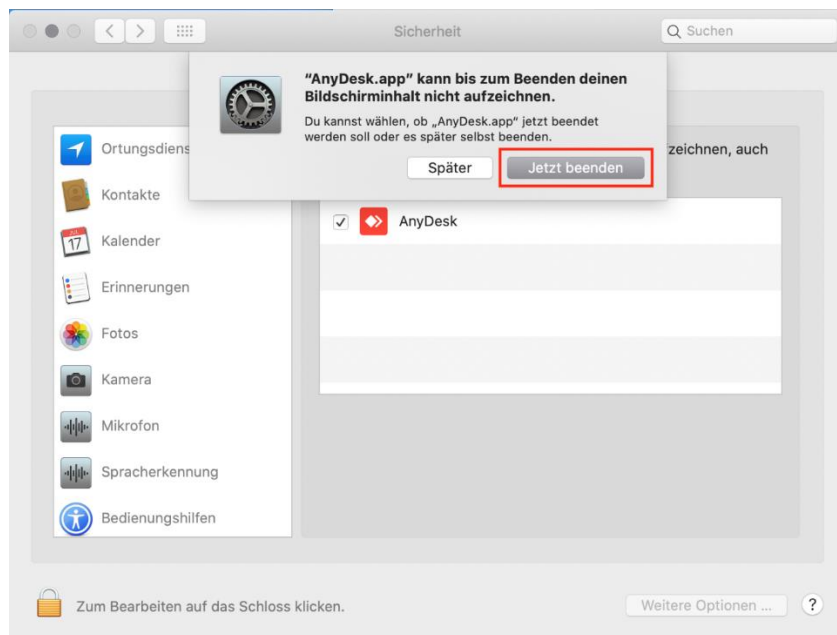 Sicherheit
Suchen
“AnyDesk.app” kann bis zum Beenden deinen
Bildschirminhalt nicht aufzeichnen.
Du kannst wählen, ob „AnyDesk.app“ jetzt beendet
werden soll oder es später selbst beenden.
Später
Jetzt beenden
zeichnen, auch
Ortungsdiens
Kontakte
JUL
17
Kalender
Erinnerungen
Fotos
Kamera
Mikrofon
Spracherkennung
Bedienungshilfen
AnyDesk
Zum Bearbeiten auf das Schloss klicken.
Weitere Optionen ...
?